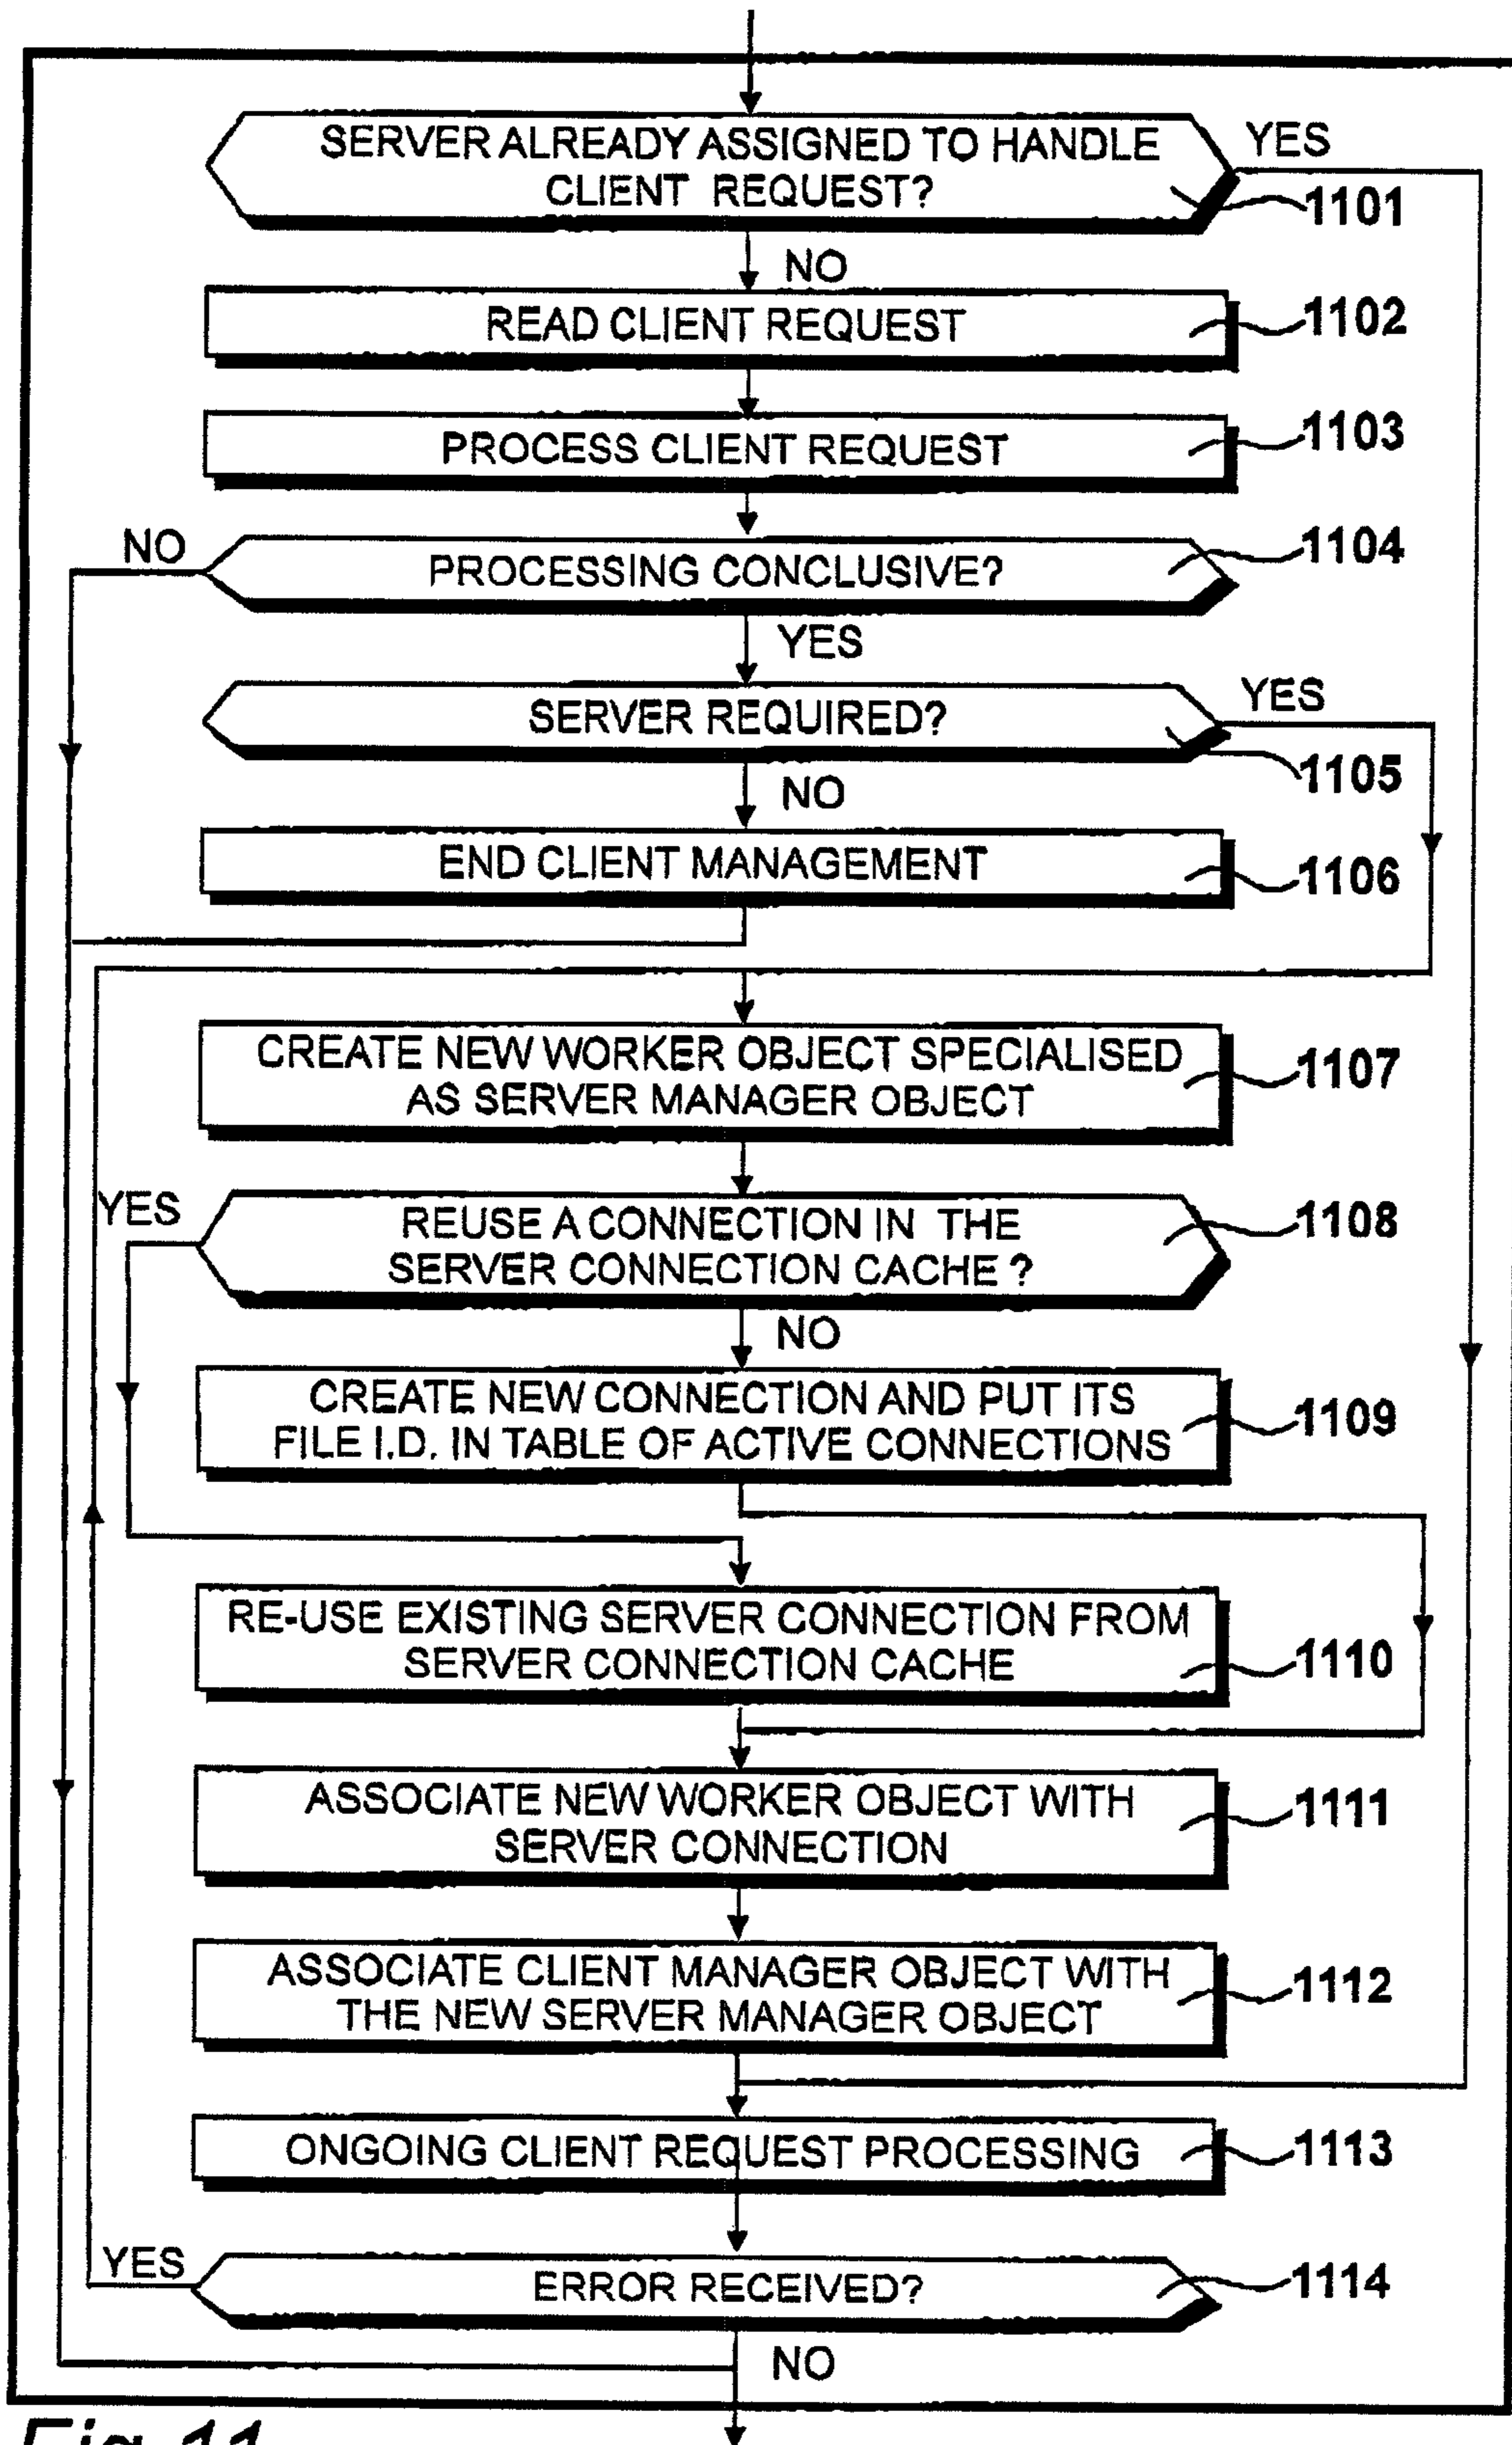 SERVER ALREADY ASSIGNED TO HANDLE
CLIENT REQUEST?
YES
1101
NO
READ CLIENT REQUEST
1102
PROCESS CLIENT REQUEST
1103
NO
PROCESSING CONCLUSIVE?
1104
YES
SERVER REQUIRED?
YES
1105
NO
END CLIENT MANAGEMENT
1106
CREATE NEW WORKER OBJECT SPECIALISED
AS SERVER MANAGER OBJECT
1107
YES
REUSE A CONNECTION IN THE
SERVER CONNECTION CACHE ?
1108
NO
CREATE NEW CONNECTION AND PUT ITS
FILE I.D. IN TABLE OF ACTIVE CONNECTIONS
1109
RE-USE EXISTING SERVER CONNECTION FROM
SERVER CONNECTION CACHE
1110
ASSOCIATE NEW WORKER OBJECT WITH
SERVER CONNECTION
1111
ASSOCIATE CLIENT MANAGER OBJECT WITH
THE NEW SERVER MANAGER OBJECT
1112
ONGOING CLIENT REQUEST PROCESSING
1113
YES
ERROR RECEIVED?
1114
NO
Fig 11